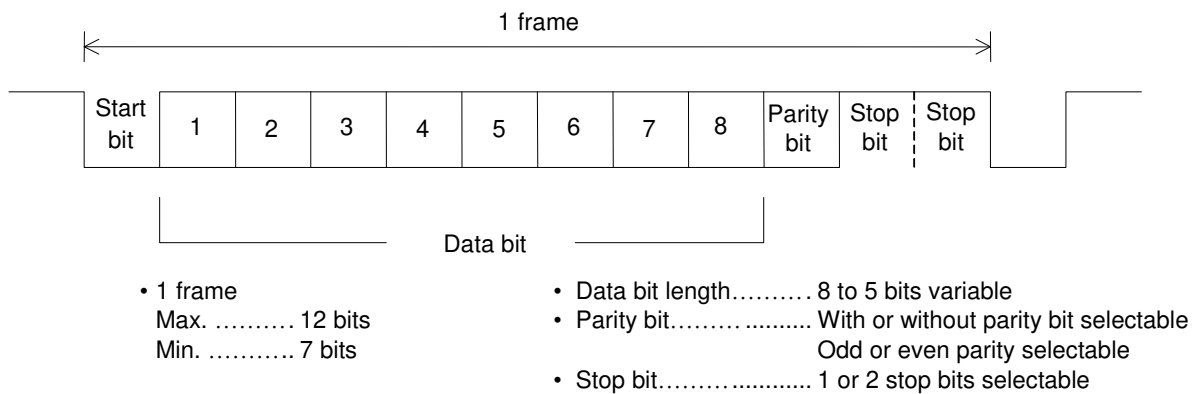 1 frame
Start bit
1 2 3 4 5 6 7 8
Parity bit
Stop bit
Stop bit
Data bit
• 1 frame
Max. .......... 12 bits
Min. ........... 7 bits
• Data bit length.......... 8 to 5 bits variable
• Parity bit......... .......... With or without parity bit selectable
Odd or even parity selectable
• Stop bit..................... 1 or 2 stop bits selectable